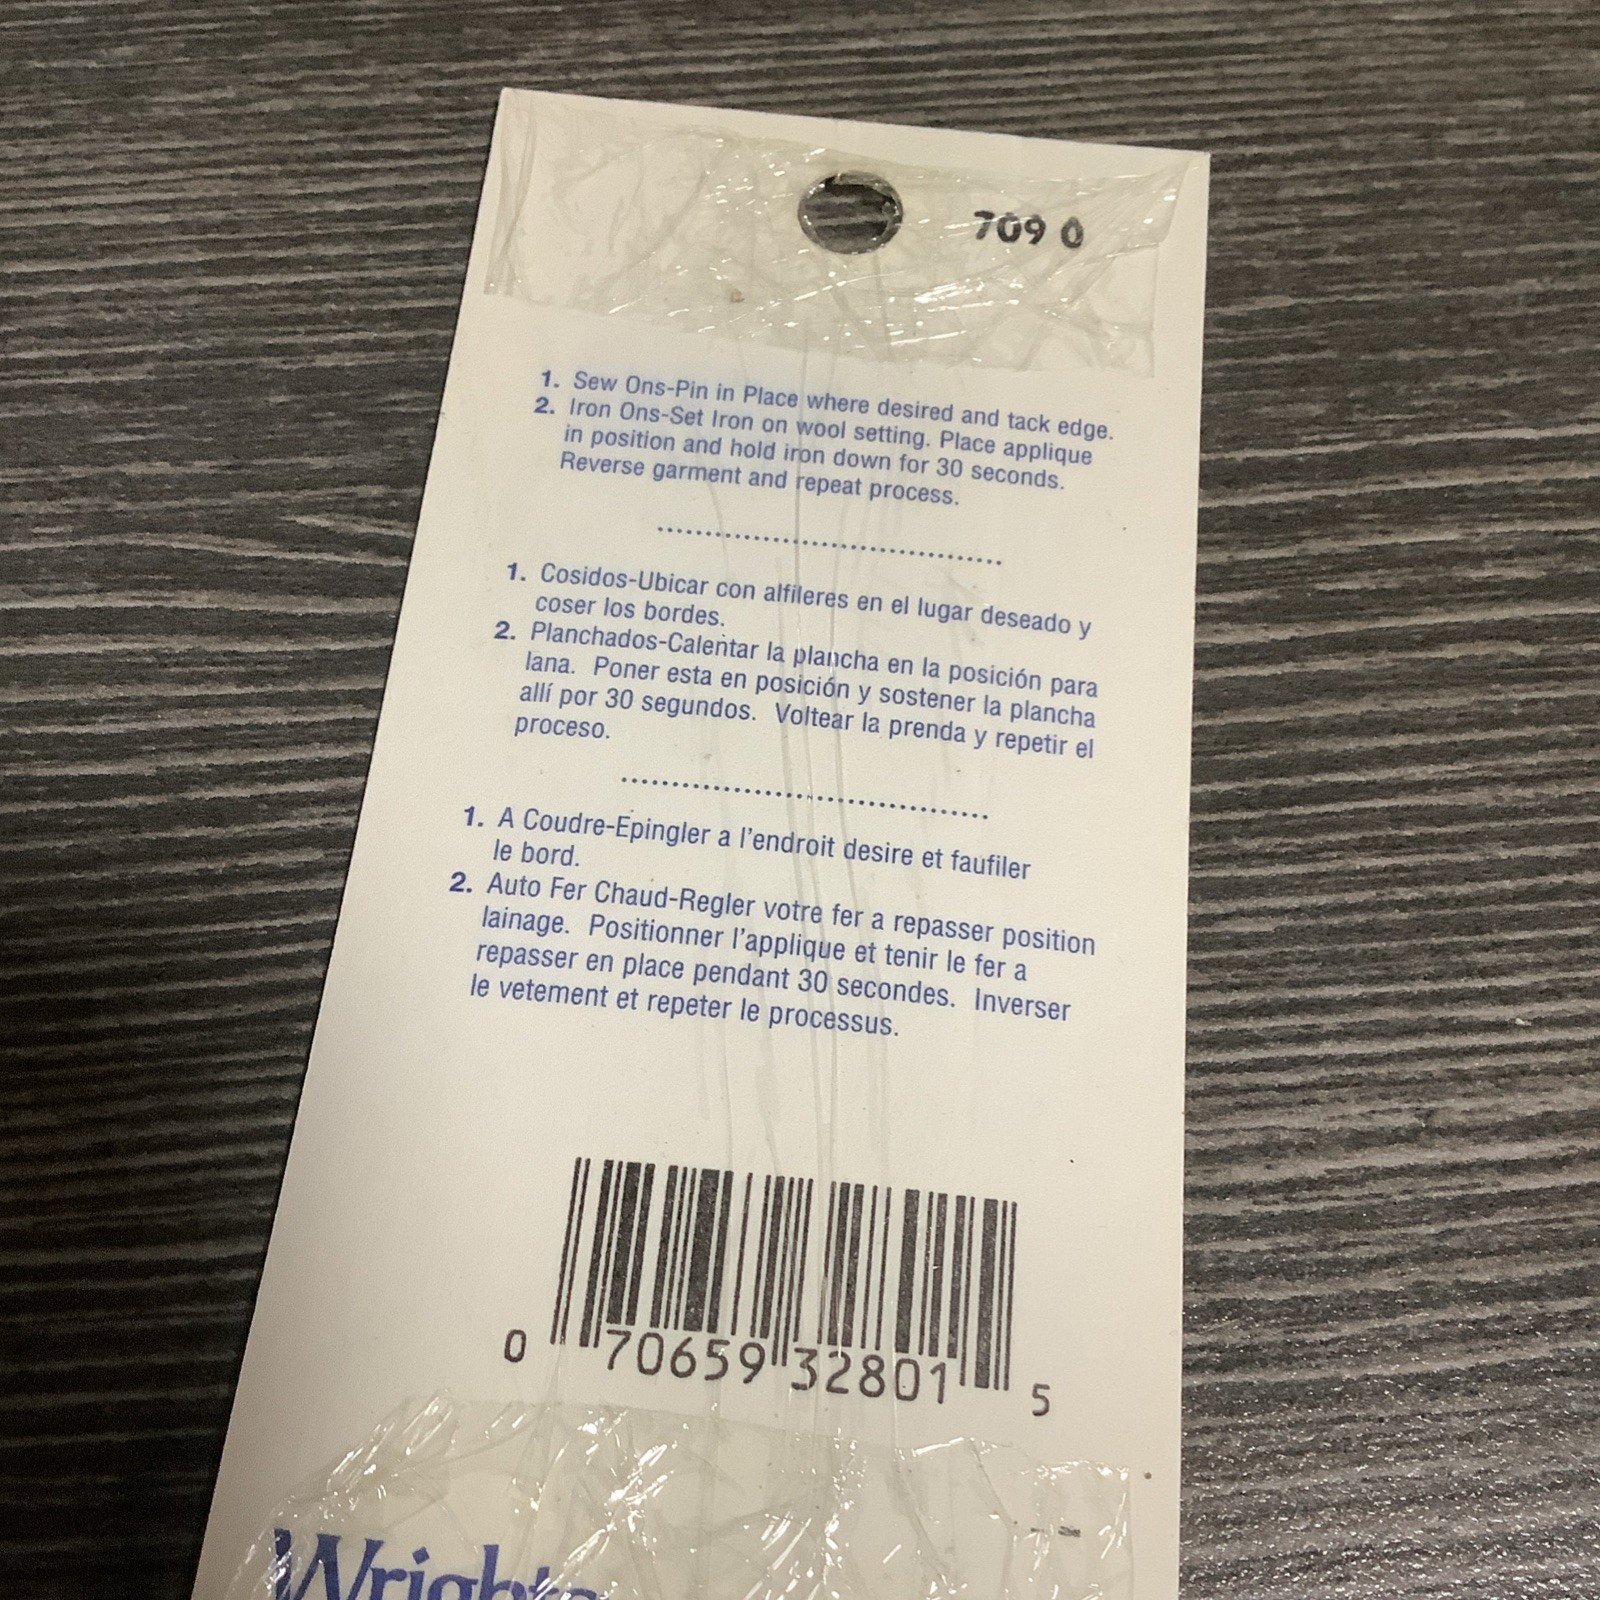 709 0
1. Sew Ons-Pin in Place where desired and tack edge.
2. Iron Ons-Set Iron on wool setting. Place applique
in position and hold iron down for 30 seconds.
Reverse garment and repeat process.
1. Cosidos-Ubicar con alfileres en el lugar deseado y
coser los bordes.
2. Planchados-Calentar la plancha en la posición para
lana. Poner esta en posición y sostener la plancha
allí por 30 segundos. Voltear la prenda y repetir el
proceso.
1. A Coudre-Epingler a l'endroit desire et faufiler
le bord.
2. Auto Fer Chaud-Regler votre fer a repasser position
lainage. Positionner l'applique et tenir le fer a
repasser en place pendant 30 secondes. Inverser
le vetement et repeter le processus.
0 70659 32801 5
Wrights